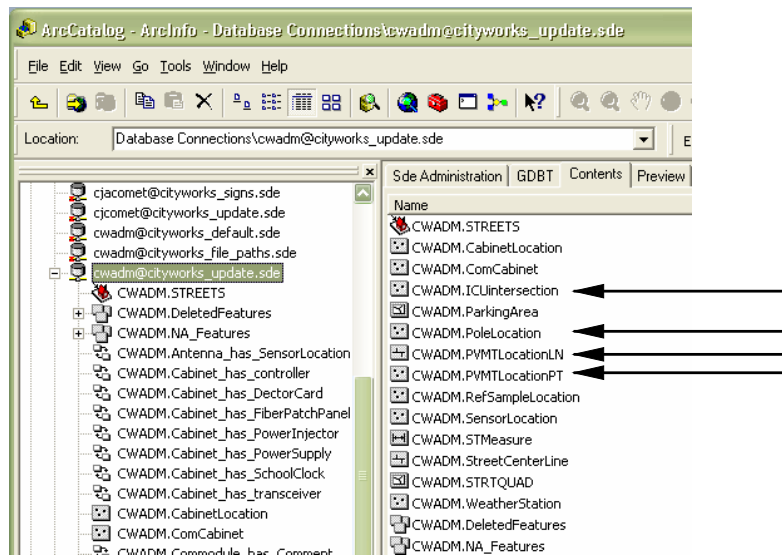 ArcCatalog - ArcInfo - Database Connections\cwadm@cityworks_update.sde
File Edit View Go Tools Window Help
Location: Database Connections\cwadm@cityworks_update.sde
cjacomet@cityworks_signs.sde
cjcomet@cityworks_update.sde
cwadm@cityworks_default.sde
cwadm@cityworks_file_paths.sde
cwadm@cityworks_update.sde
CWADM.STREETS
CWADM.DeletedFeatures
CWADM.NA_Features
CWADM.Antenna_has_SensorLocation
CWADM.Cabinet_has_controller
CWADM.Cabinet_has_DectorCard
CWADM.Cabinet_has_FiberPatchPanel
CWADM.Cabinet_has_PowerInjector
CWADM.Cabinet_has_PowerSupply
CWADM.Cabinet_has_SchoolClock
CWADM.Cabinet_has_transceiver
CWADM.CabinetLocation
CWADM.ComCabinet
CWADM.Commodule_has_Comment
Sde Administration GDBT Contents Preview
Name
CWADM.STREETS
CWADM.CabinetLocation
CWADM.ComCabinet
CWADM.ICUintersection
CWADM.ParkingArea
CWADM.PoleLocation
CWADM.PVMTLocationLN
CWADM.PVMTLocationPT
CWADM.RefSampleLocation
CWADM.SensorLocation
CWADM.STMeasure
CWADM.StreetCenterLine
CWADM.STRTQUAD
CWADM.WeatherStation
CWADM.DeletedFeatures
CWADM.NA_Features